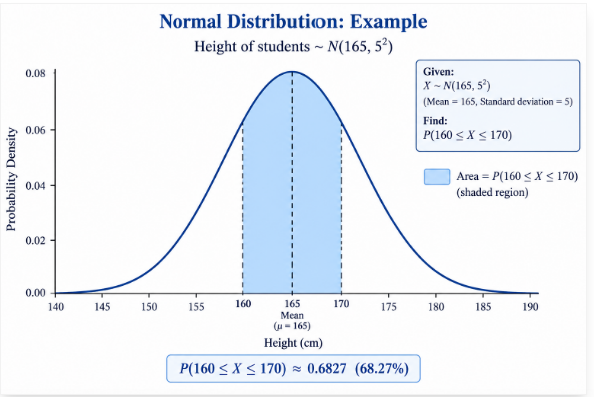 Normal Distribution: Example
Height of students ~ N(165, 5²)
Given:
X ~ N(165, 5²)
(Mean = 165, Standard deviation = 5)
Find:
P(160 ≤ X ≤ 170)
Area = P(160 ≤ X ≤ 170)
(shaded region)
Probability Density
0.08
0.06
0.04
0.02
0.00
140 145 150 155 160 165 170 175 180 185 190
Mean
(μ = 165)
Height (cm)
P(160 ≤ X ≤ 170) ≈ 0.6827 (68.27%)